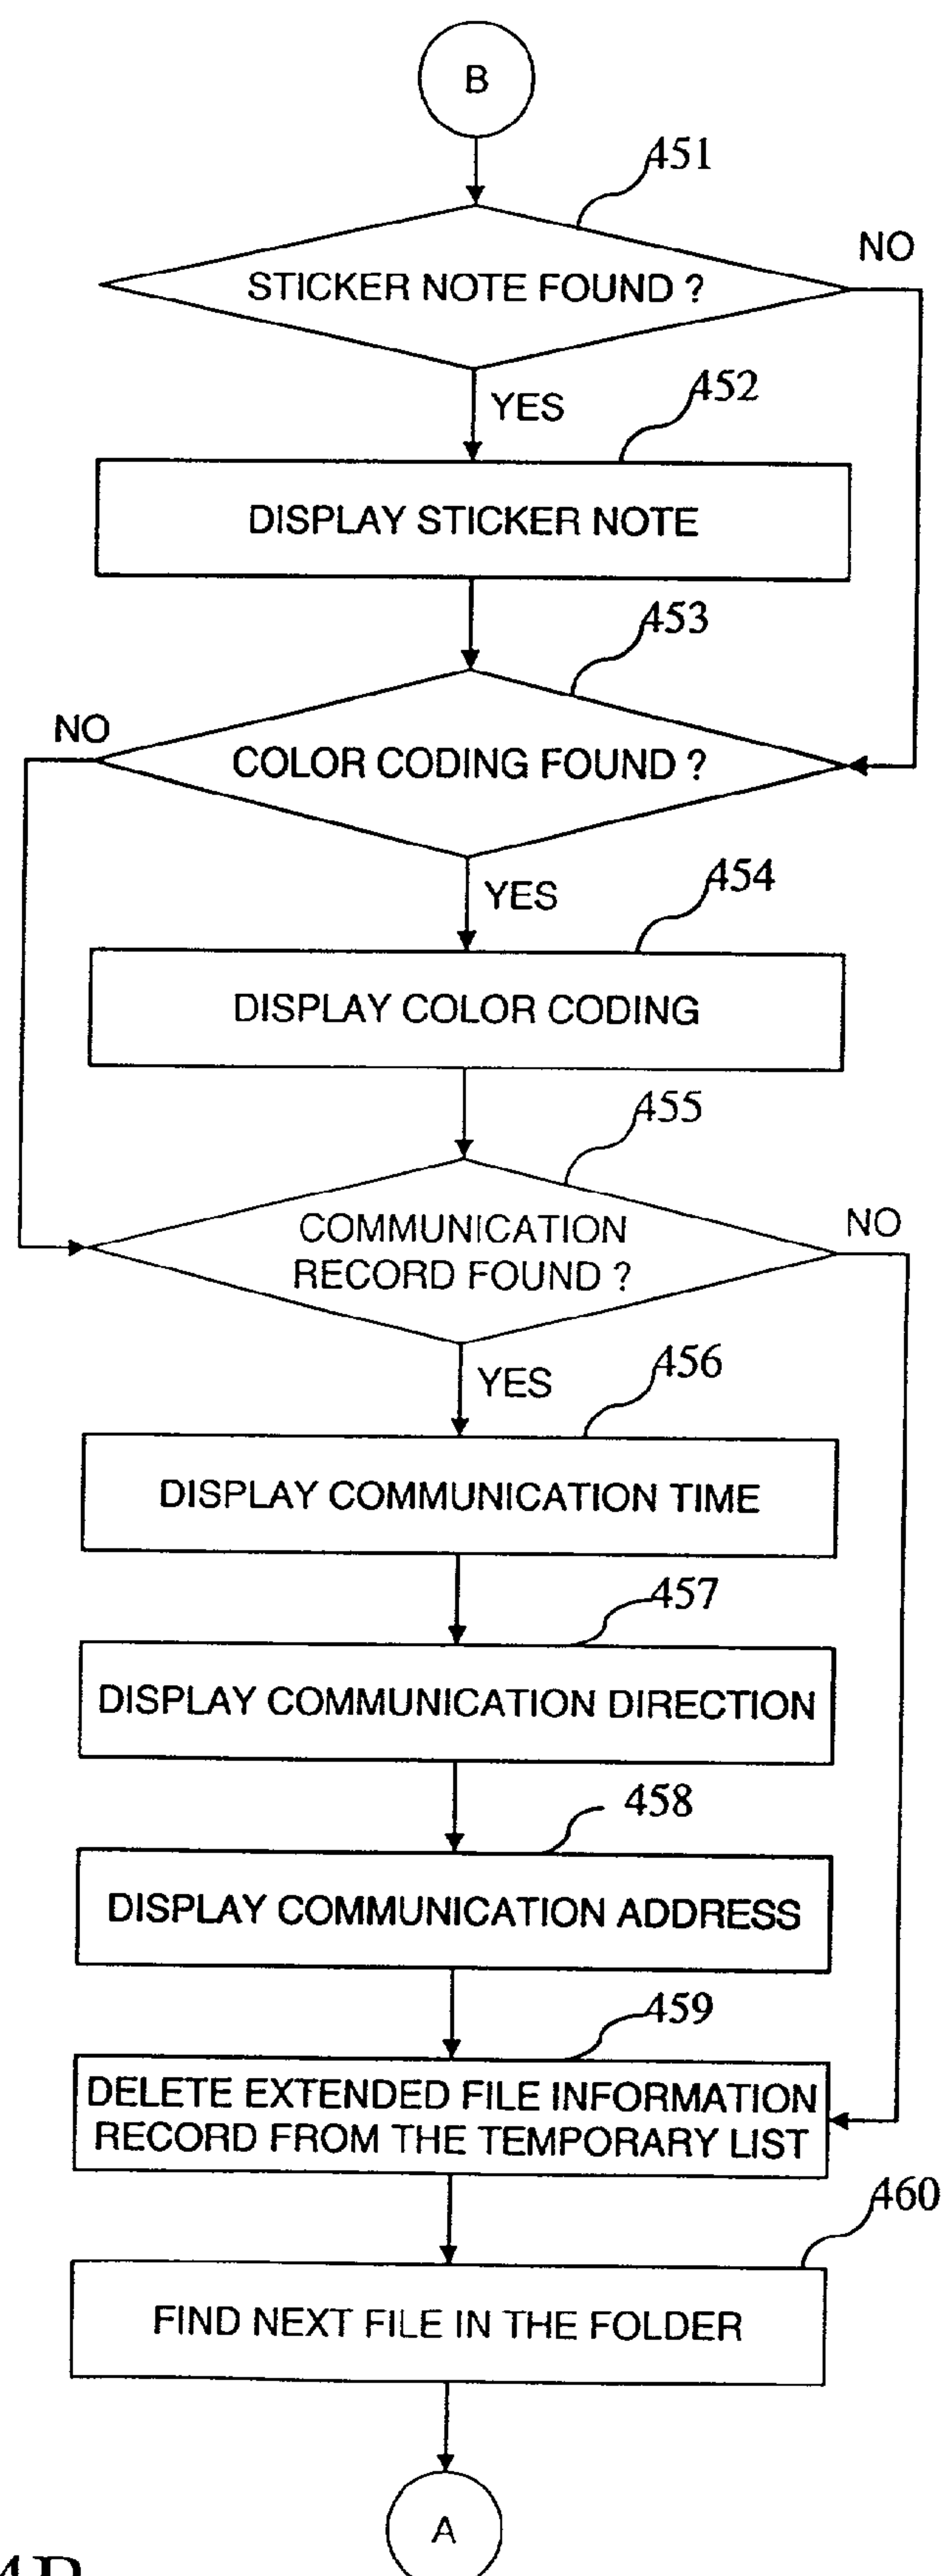 B
451
NO
STICKER NOTE FOUND ?
YES
452
DISPLAY STICKER NOTE
453
NO
COLOR CODING FOUND ?
YES
454
DISPLAY COLOR CODING
455
NO
COMMUNICATION
RECORD FOUND ?
YES
456
DISPLAY COMMUNICATION TIME
457
DISPLAY COMMUNICATION DIRECTION
458
DISPLAY COMMUNICATION ADDRESS
459
DELETE EXTENDED FILE INFORMATION
RECORD FROM THE TEMPORARY LIST
460
FIND NEXT FILE IN THE FOLDER
A